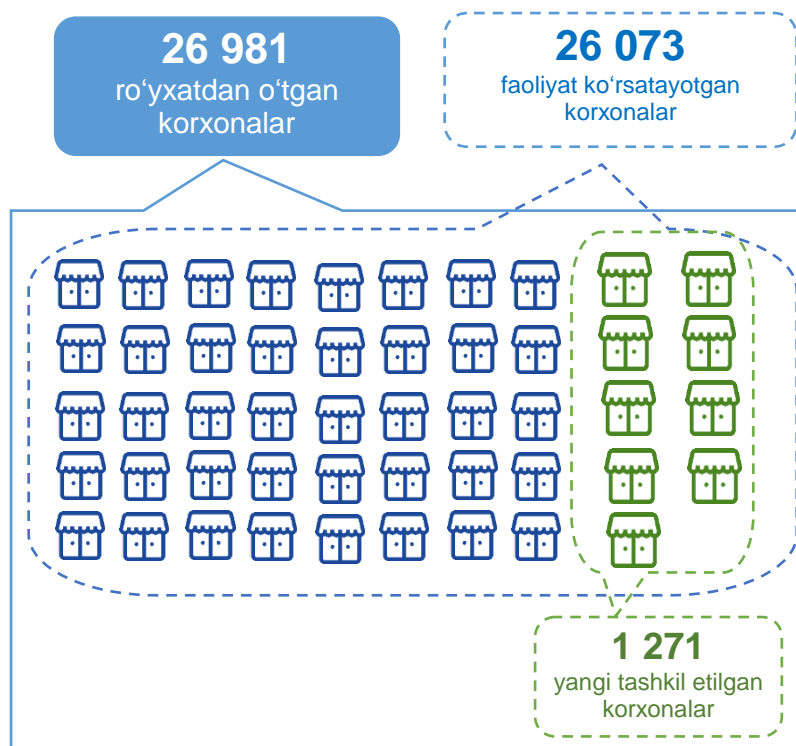 26 981
ro‘yxatdan o‘tgan
korxonalar
26 073
faoliyat ko‘rsatayotgan
korxonalar
1 271
yangi tashkil etilgan
korxonalar